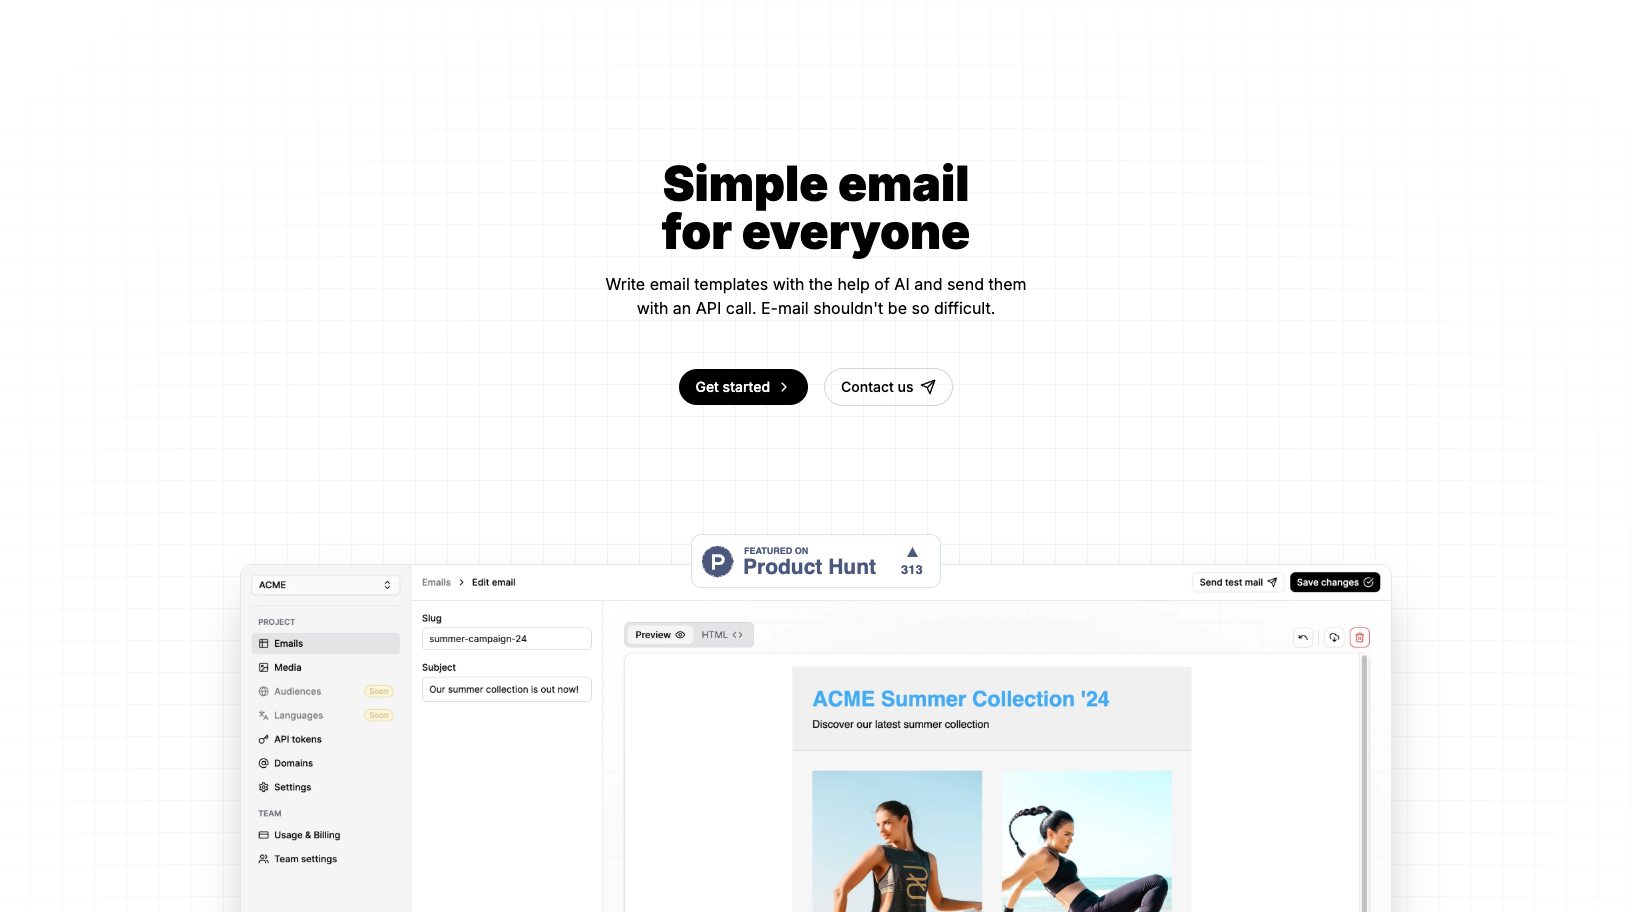 Simple email
for everyone
Write email templates with the help of AI and send them
with an API call. E-mail shouldn't be so difficult.
Get started
Contact us
P
FEATURED ON
Product Hunt
313
ACME
PROJECT
Emails
Media
Audiences Soon
Languages Soon
API tokens
Domains
Settings
TEAM
Usage & Billing
Team settings
Emails > Edit email
Send test mail
Save changes
Slug
summer-campaign-24
Subject
Our summer collection is out now!
Preview
HTML <>
ACME Summer Collection '24
Discover our latest summer collection